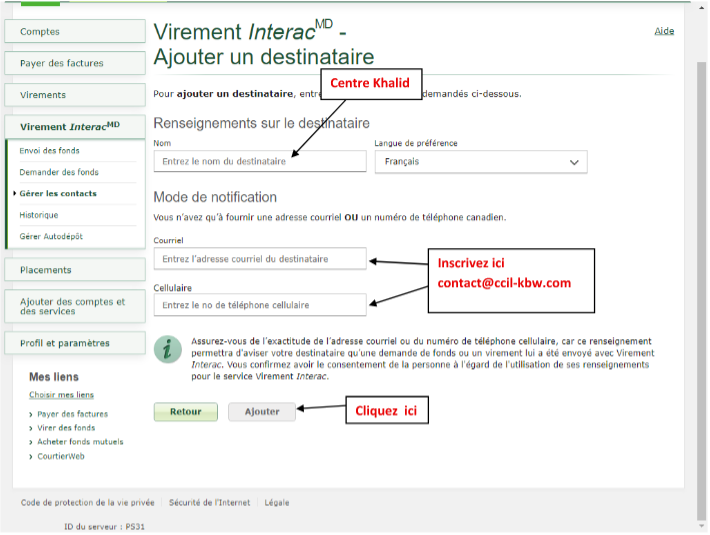 Comptes
Payer des factures
Virements
Virement Interac^MD
Envoi des fonds
Demander des fonds
Gérer les contacts
Historique
Gérer Autodépôt
Placements
Ajouter des comptes et
des services
Profil et paramètres
Mes liens
Choisir mes liens
› Payer des factures
› Virer des fonds
› Acheter fonds mutuels
› CourtierWeb
Virement Interac^MD -
Ajouter un destinataire
Aide
Centre Khalid
Pour ajouter un destinataire, entre demandés ci-dessous.
Renseignements sur le destinataire
Nom
Langue de préférence
Entrez le nom du destinataire
Français
Mode de notification
Vous n'avez qu'à fournir une adresse courriel OU un numéro de téléphone canadien.
Courriel
Entrez l'adresse courriel du destinataire
Cellulaire
Entrez le no de téléphone cellulaire
Inscrivez ici
contact@ccil-kbw.com
i
Assurez-vous de l'exactitude de l'adresse courriel ou du numéro de téléphone cellulaire, car ce renseignement
permettra d'aviser votre destinataire qu'une demande de fonds ou un virement lui a été envoyé avec Virement
Interac. Vous confirmez avoir le consentement de la personne à l'égard de l'utilisation de ses renseignements
pour le service Virement Interac.
Retour
Ajouter
Cliquez ici
Code de protection de la vie privée
Sécurité de l'Internet
Légale
ID du serveur : PS31